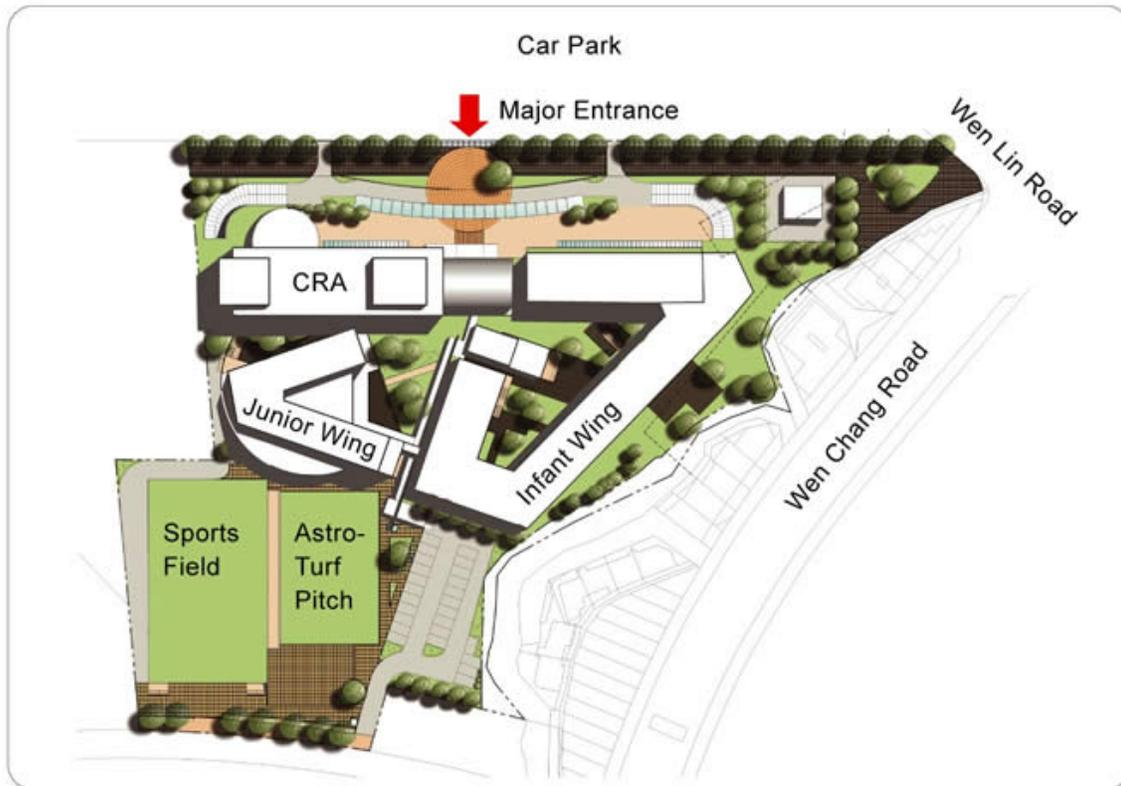 Car Park
Major Entrance
Wen Lin Road
CRA
Junior Wing
Infant Wing
Wen Chang Road
Sports
Field
Astro-
Turf
Pitch